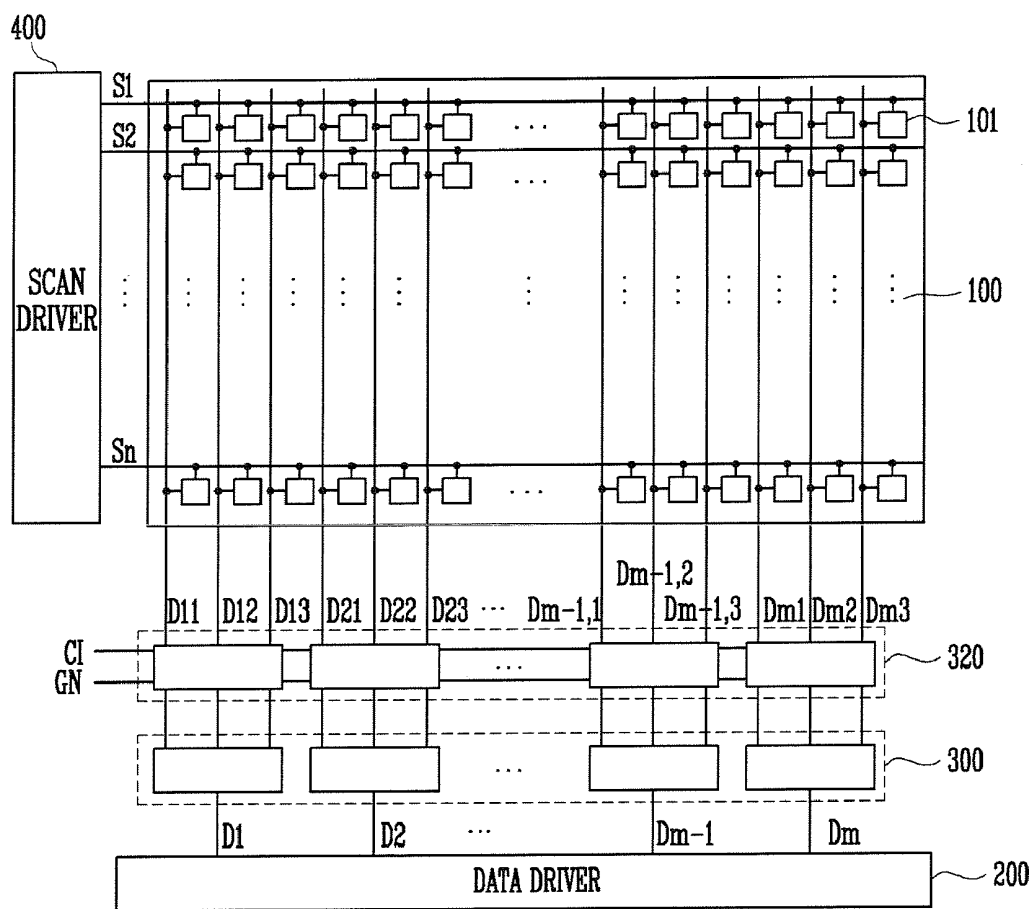 400
S1
101
S2
SCAN
DRIVER
100
Sn
Dm-1,2
D11 D12 D13 D21 D22 D23 ... Dm-1,1 Dm-1,3 Dm1 Dm2 Dm3
CI
320
GN
300
D1 D2 ... Dm-1 Dm
DATA DRIVER
200